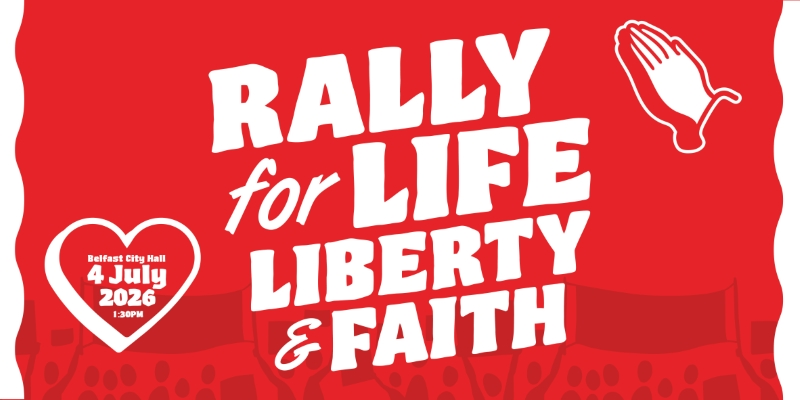 RALLY
for LIFE
LIBERTY
& FAITH
Belfast City Hall
4 July
2026
1:30PM